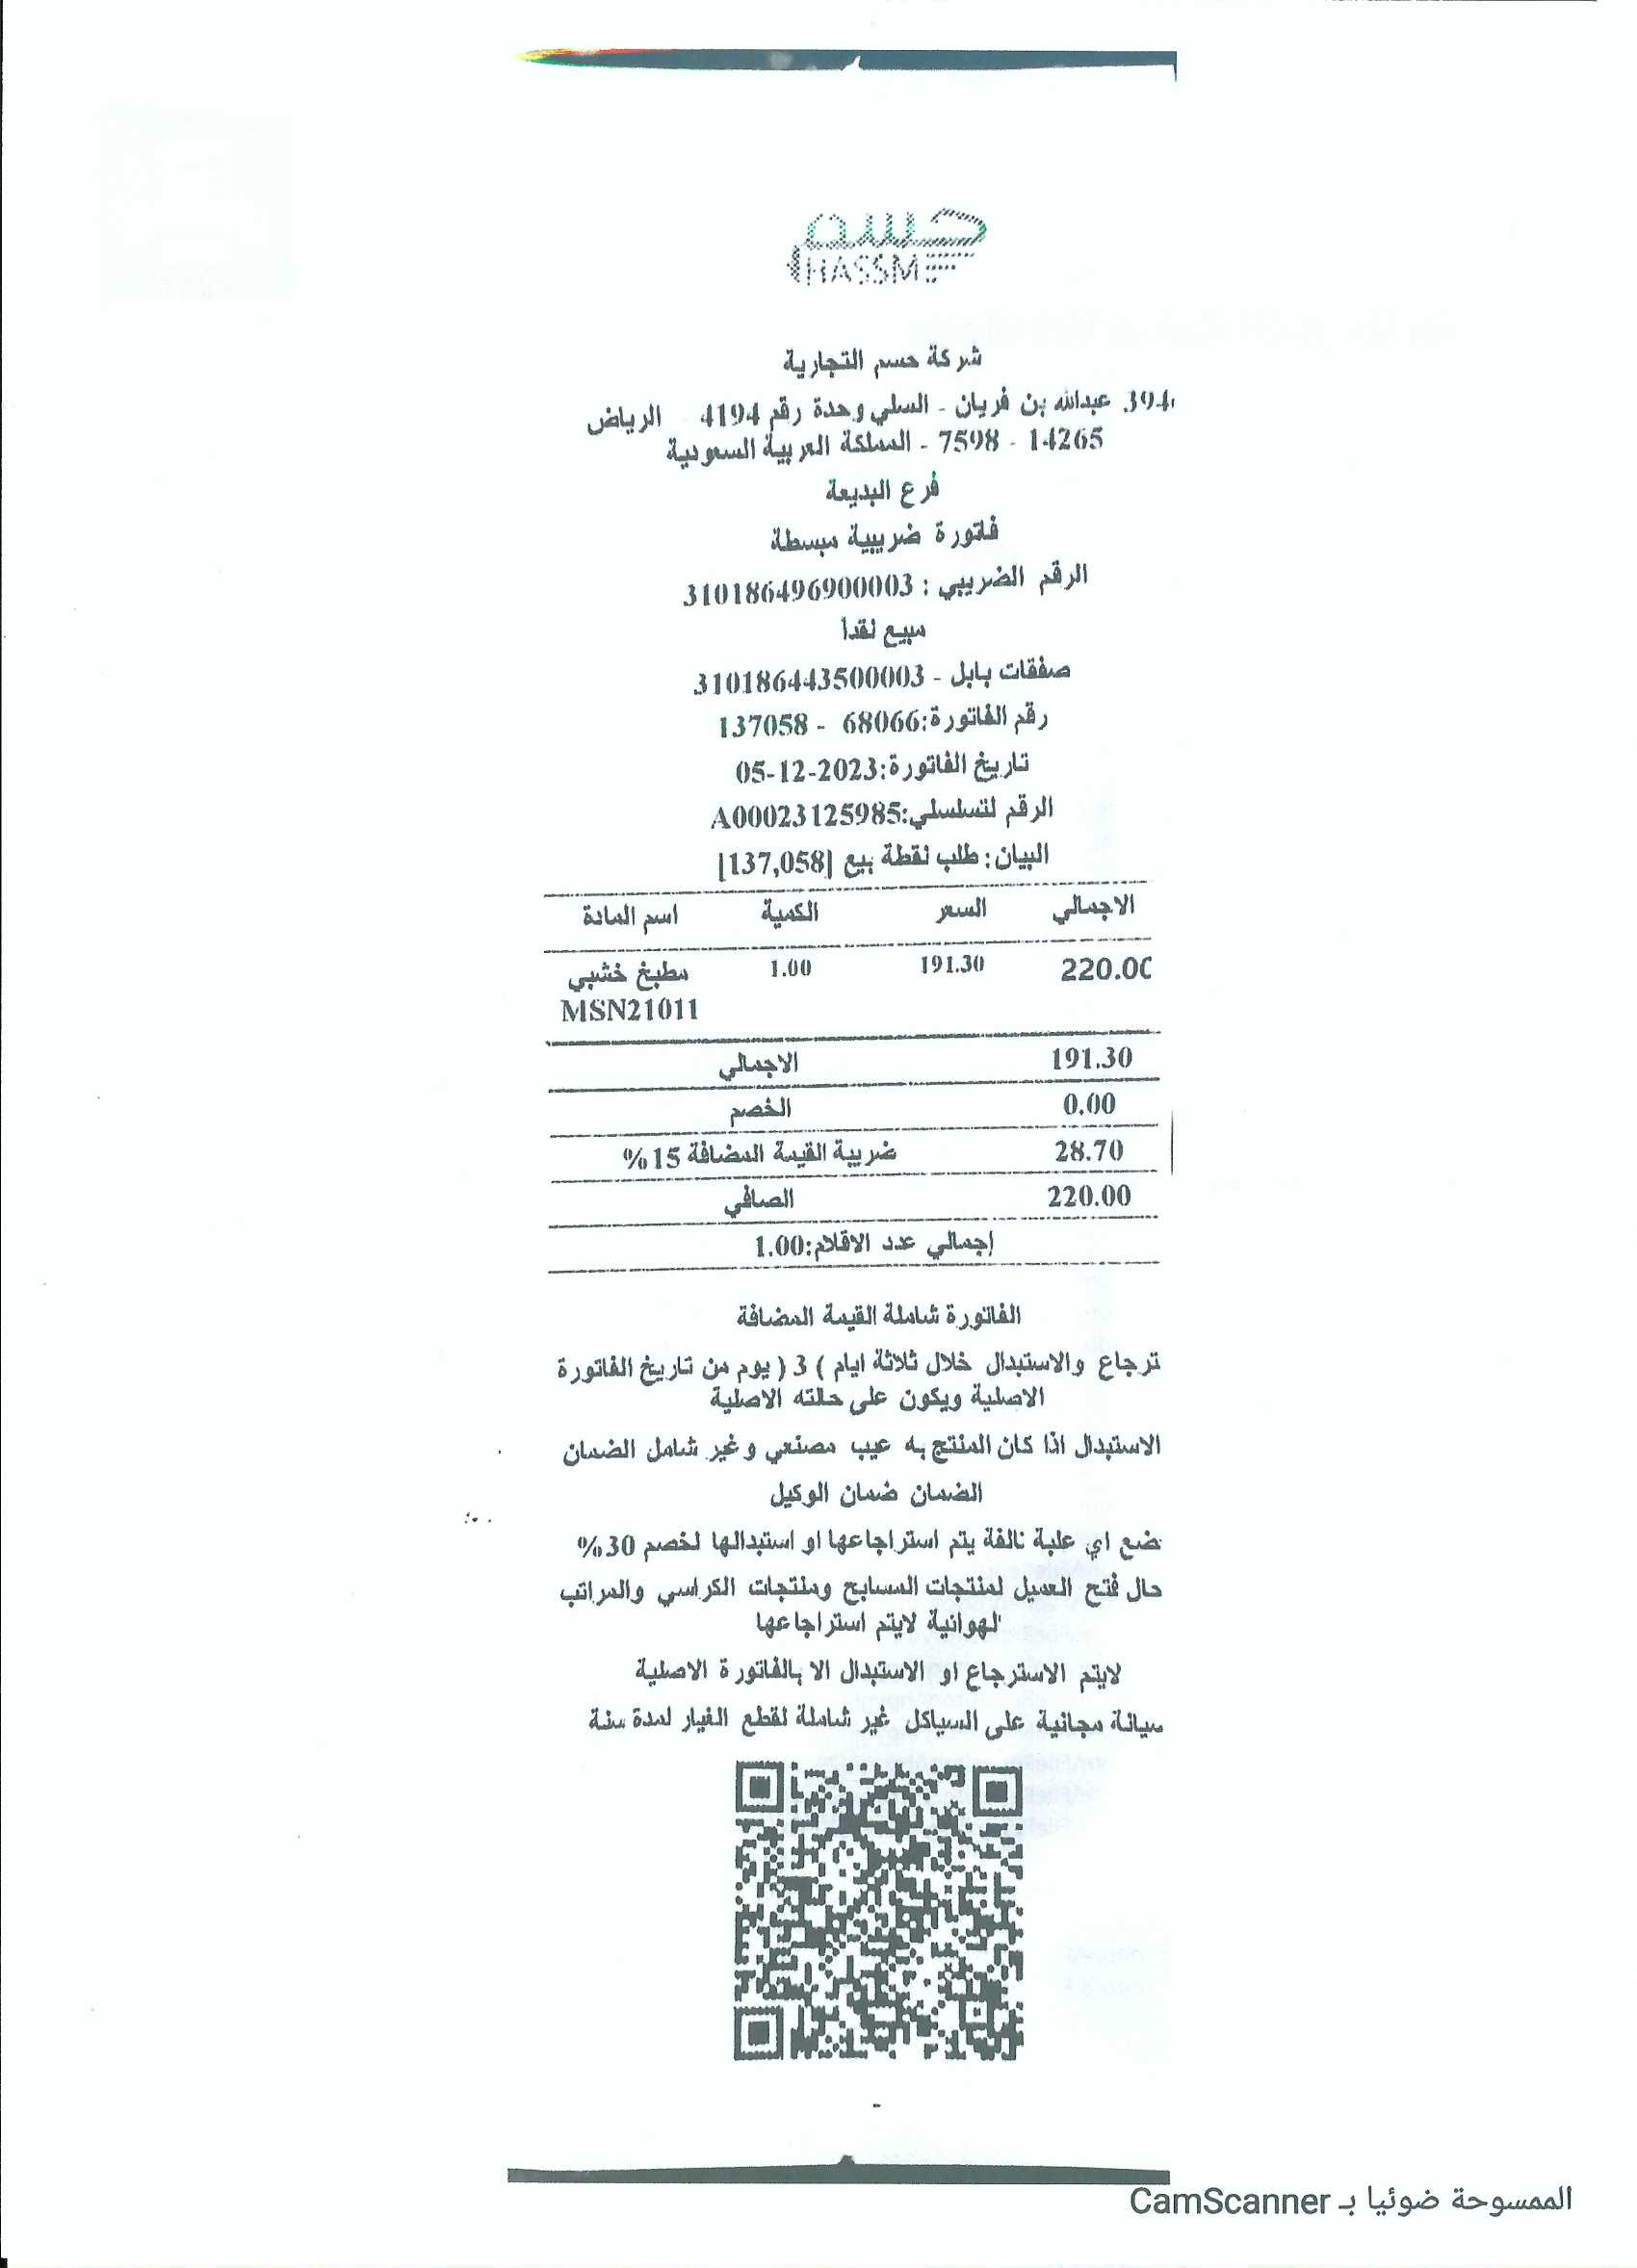 حسم
HASSM
شركة حسم التجارية
394 عبدالله بن فريان - السلي وحدة رقم 4194 الرياض
14265 - 7598 - المملكة العربية السعودية
فرع البديعة
فاتورة ضريبية مبسطة
الرقم الضريبي : 310186496900003
مبيع نقدا
صفقات بابل - 310186443500003
رقم الفاتورة:68066 - 137058
تاريخ الفاتورة:2023-12-05
الرقم لتسلسلي:A00023125985
البيان: طلب نقطة بيع [137,058]
الاجمالي السعر الكمية اسم المادة
220.00 191.30 1.00 مطبخ خشبي
MSN21011
191.30 الاجمالي
0.00 الخصم
28.70 ضريبة القيمة المضافة 15%
220.00 الصافي
إجمالي عدد الاقلام:1.00
الفاتورة شاملة القيمة المضافة
ترجاع والاستبدال خلال ثلاثة ايام ) 3 ( يوم من تاريخ الفاتورة
الاصلية ويكون على حالته الاصلية
الاستبدال اذا كان المنتج به عيب مصنعي وغير شامل الضمان
الضمان ضمان الوكيل
ضع اي علبة تالفة يتم استراجاعها او استبدالها لخصم 30%
حال فتح العميل لمنتجات المسابح ومنتجات الكراسي والمراتب
لهوائية لايتم استراجاعها
لايتم الاسترجاع او الاستبدال الا بالفاتورة الاصلية
سيانة مجانية على السياكل غير شاملة لقطع الغيار لمدة سنة
الممسوحة ضوئيا بـ CamScanner